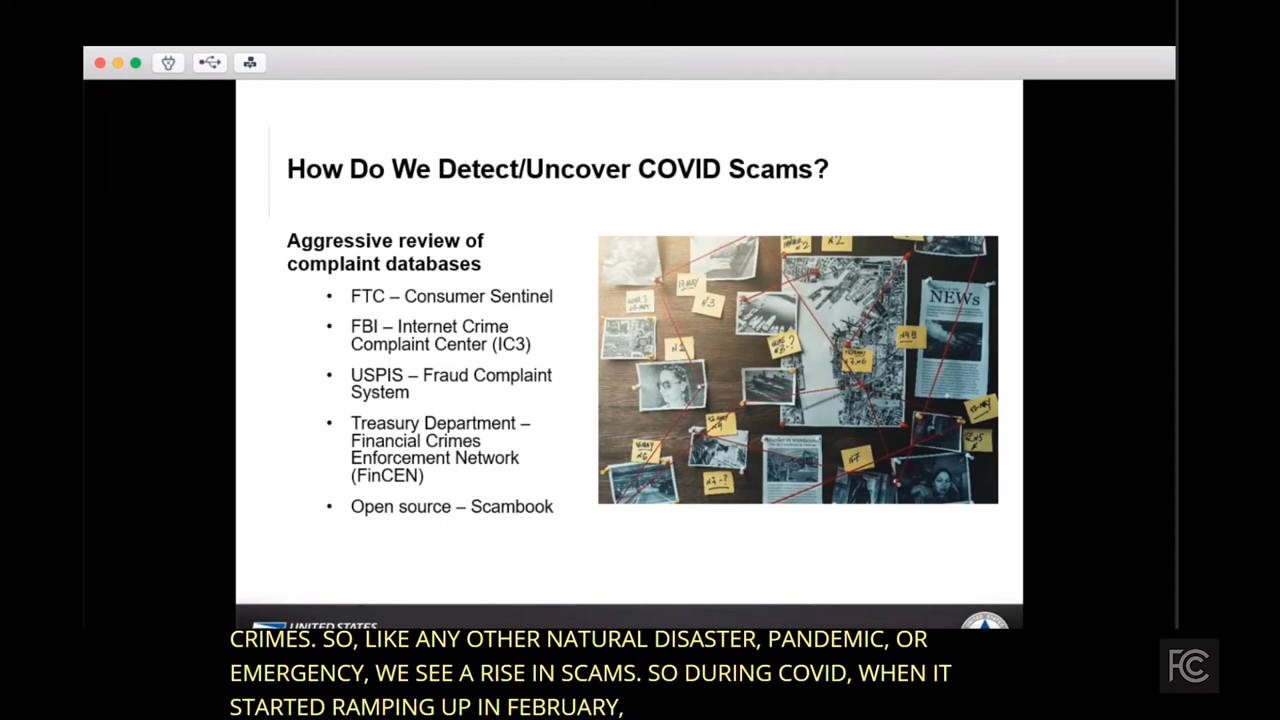 How Do We Detect/Uncover COVID Scams?
Aggressive review of
complaint databases
• FTC – Consumer Sentinel
• FBI – Internet Crime
Complaint Center (IC3)
• USPIS – Fraud Complaint
System
• Treasury Department –
Financial Crimes
Enforcement Network
(FinCEN)
• Open source – Scambook
NEWs
UNITED STATES
CRIMES. SO, LIKE ANY OTHER NATURAL DISASTER, PANDEMIC, OR
EMERGENCY, WE SEE A RISE IN SCAMS. SO DURING COVID, WHEN IT
STARTED RAMPING UP IN FEBRUARY,
FCC